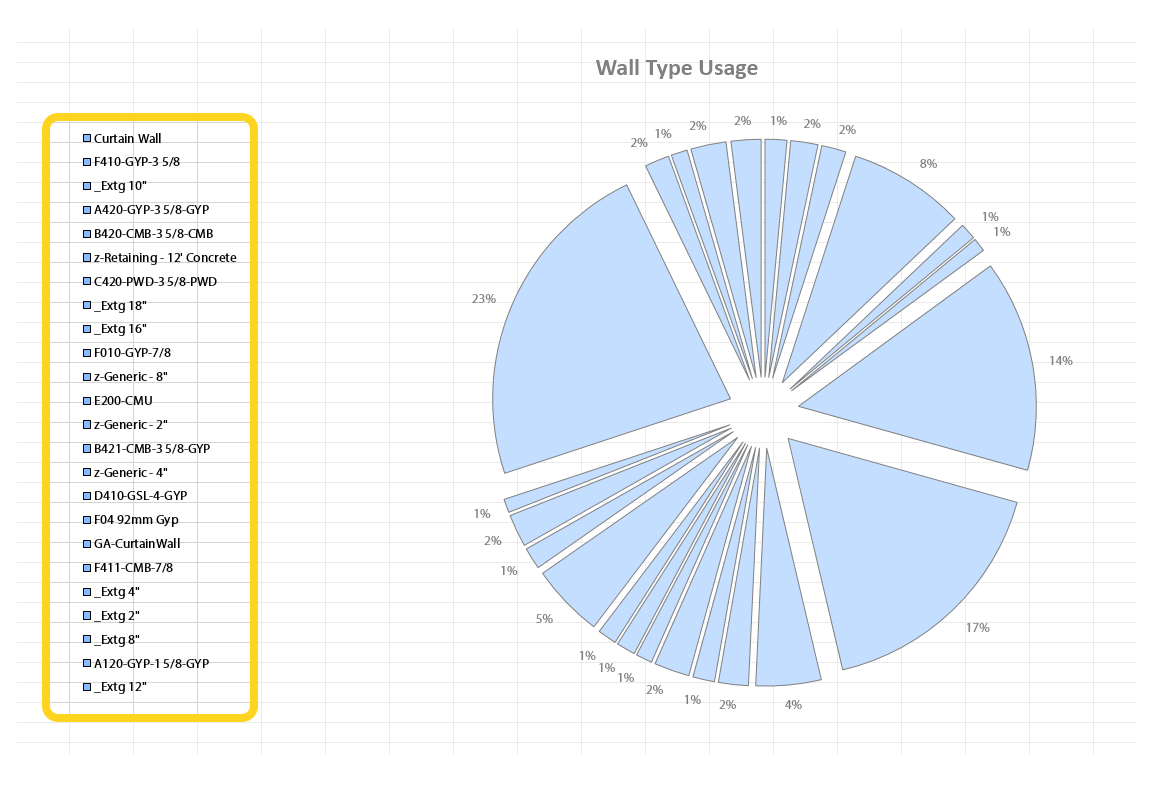 Wall Type Usage
Curtain Wall
F410-GYP-3 5/8
_Extg 10"
A420-GYP-3 5/8-GYP
B420-CMB-3 5/8-CMB
z-Retaining - 12' Concrete
C420-PWD-3 5/8-PWD
_Extg 18"
_Extg 16"
F010-GYP-7/8
z-Generic - 8"
E200-CMU
z-Generic - 2"
B421-CMB-3 5/8-GYP
z-Generic - 4"
D410-GSL-4-GYP
F04 92mm Gyp
GA-CurtainWall
F411-CMB-7/8
_Extg 4"
_Extg 2"
_Extg 8"
A120-GYP-1 5/8-GYP
_Extg 12"
1%
2%
2%
8%
1%
1%
14%
17%
4%
2%
1%
2%
1%
1%
1%
5%
1%
2%
1%
23%
2%
1%
2%
2%